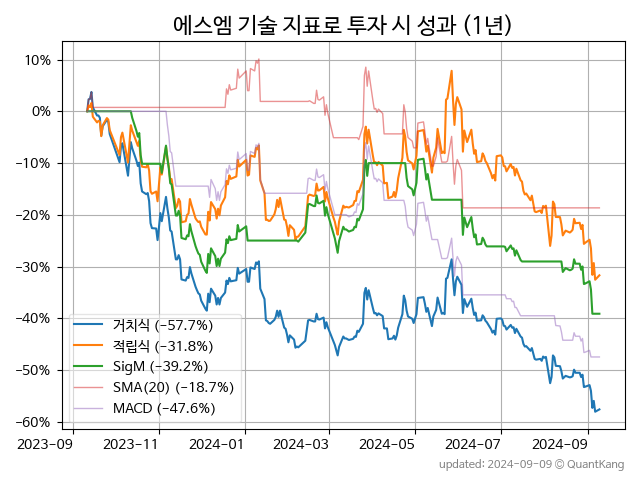 에스엠 기술 지표로 투자 시 성과 (1년)
10%
0%
−10%
−20%
−30%
−40%
−50%
−60%
거치식 (−57.7%)
적립식 (−31.8%)
SigM (−39.2%)
SMA(20) (−18.7%)
MACD (−47.6%)
2023-09 2023-11 2024-01 2024-03 2024-05 2024-07 2024-09
updated: 2024-09-09 © QuantKang